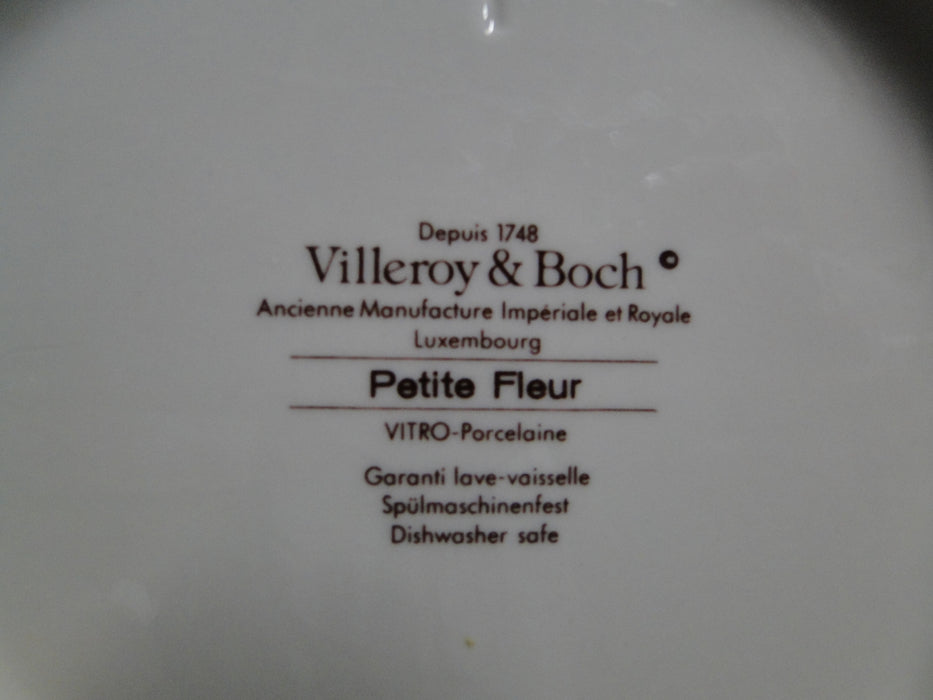 Depuis 1748
Villeroy & Boch ©
Ancienne Manufacture Impériale et Royale
Luxembourg
Petite Fleur
VITRO-Porcelaine
Garanti lave-vaisselle
Spülmaschinenfest
Dishwasher safe